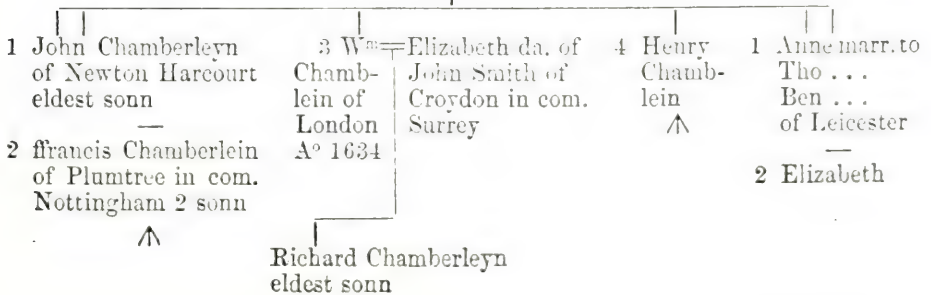 1 John Chamberleyn
of Newton Harcourt
eldest sonn
2 ffrancis Chamberlein
of Plumtree in com.
Nottingham 2 sonn
3 Wm
Chamb-
lein of
London
Ao 1634
Elizabeth da. of
John Smith of
Croydon in com.
Surrey
4 Henry
Chamb-
lein
1 Anne marr. to
Tho . . .
Ben . . .
of Leicester
2 Elizabeth
Richard Chamberleyn
eldest sonn